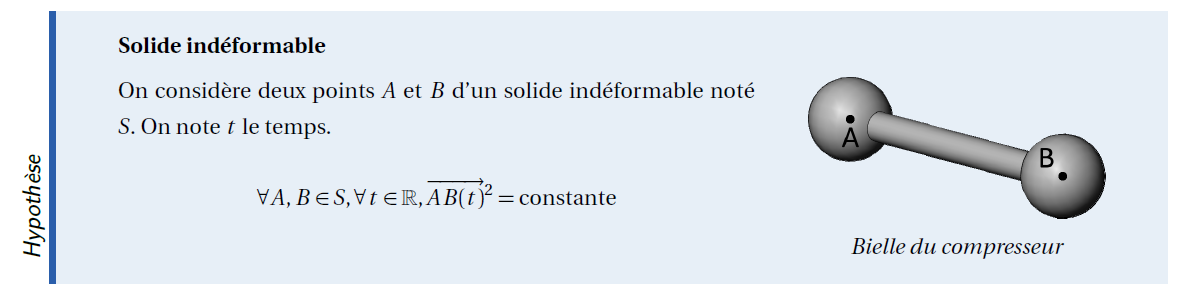 Hypothèse
Solide indéformable
On considère deux points A et B d'un solide indéformable noté
S. On note t le temps.
∀A, B ∈ S, ∀t ∈ ℝ, $\overrightarrow{AB(t)}^2$ = constante
A
B
Bielle du compresseur